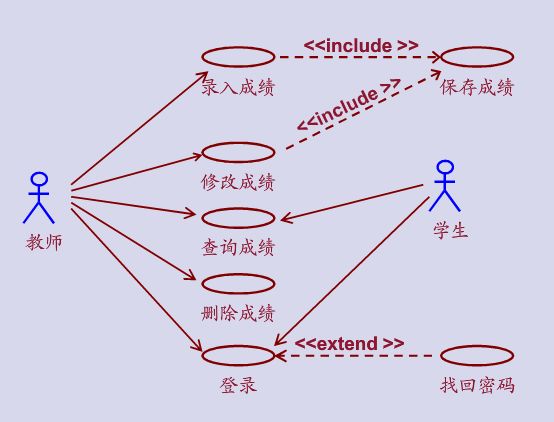 <<include >>
录入成绩
保存成绩
<<include >>
修改成绩
教师
查询成绩
学生
删除成绩
<<extend >>
登录
找回密码